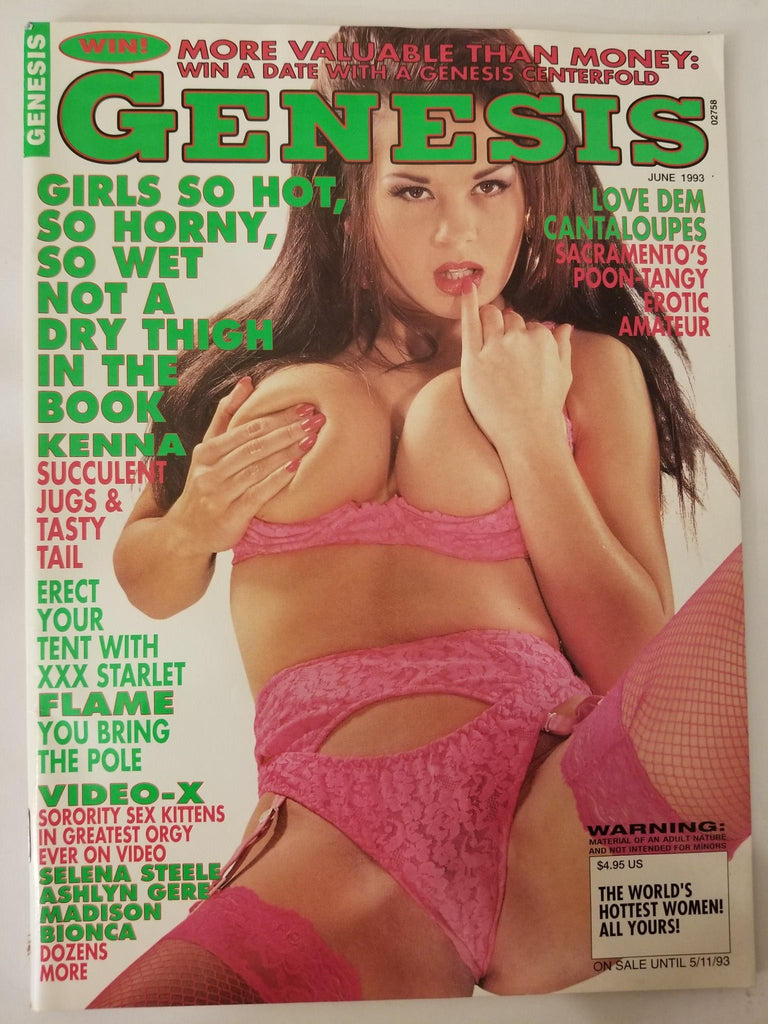 GENESIS
WIN!
MORE VALUABLE THAN MONEY:
WIN A DATE WITH A GENESIS CENTERFOLD
GENESIS
02758
JUNE 1993
GIRLS SO HOT,
SO HORNY,
SO WET
NOT A
DRY THIGH
IN THE
BOOK
KENNA
SUCCULENT
JUGS &
TASTY
TAIL
ERECT
YOUR
TENT WITH
XXX STARLET
FLAME
YOU BRING
THE POLE
VIDEO-X
SORORITY SEX KITTENS
IN GREATEST ORGY
EVER ON VIDEO
SELENA STEELE
ASHLYN GERE
MADISON
BIONCA
DOZENS
MORE
LOVE DEM
CANTALOUPES
SACRAMENTO'S
POON-TANGY
EROTIC
AMATEUR
WARNING:
MATERIAL OF AN ADULT NATURE
AND NOT INTENDED FOR MINORS
$4.95 US
THE WORLD'S
HOTTEST WOMEN!
ALL YOURS!
ON SALE UNTIL 5/11/93